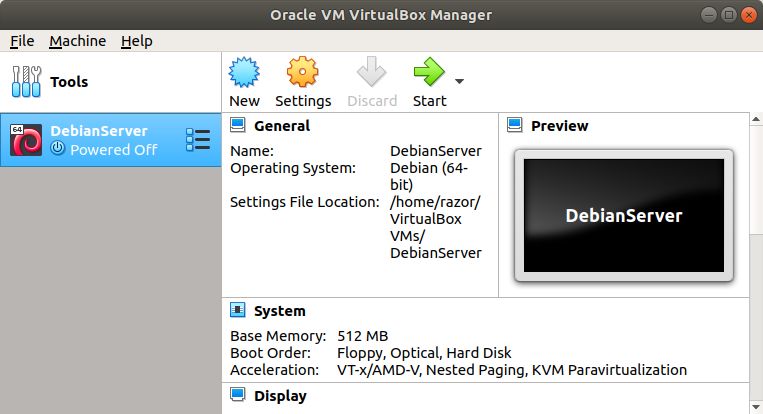 Oracle VM VirtualBox Manager
File Machine Help
Tools
New Settings Discard Start
64
DebianServer
Powered Off
General
Name: DebianServer
Operating System: Debian (64-
bit)
Settings File Location: /home/razor/
VirtualBox
VMs/
DebianServer
Preview
DebianServer
System
Base Memory: 512 MB
Boot Order: Floppy, Optical, Hard Disk
Acceleration: VT-x/AMD-V, Nested Paging, KVM Paravirtualization
Display